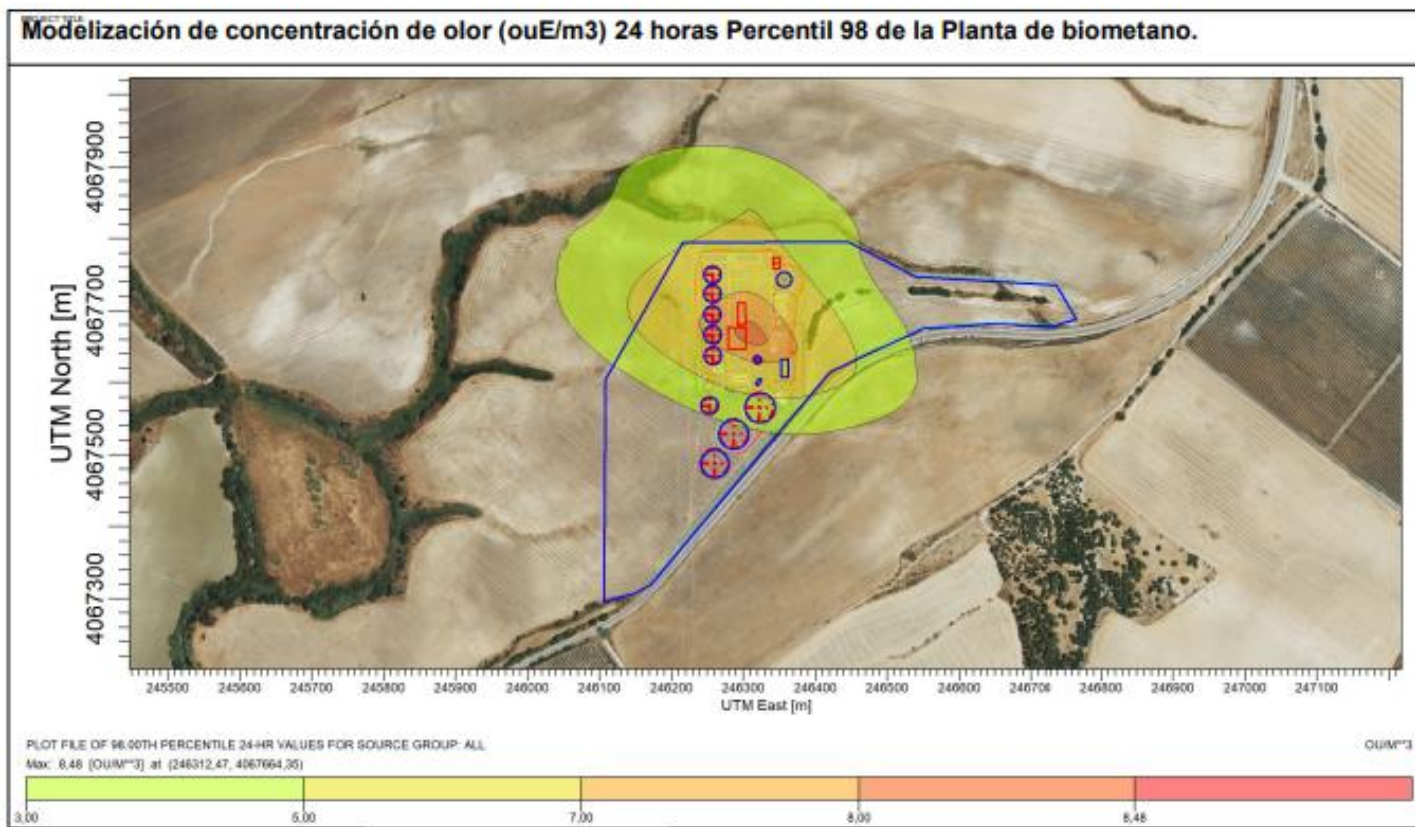 PROJECT TITLE:
Modelización de concentración de olor (ouE/m3) 24 horas Percentil 98 de la Planta de biometano.
UTM North [m]
4067900
4067700
4067500
4067300
245500 245600 245700 245800 245900 246000 246100 246200 246300 246400 246500 246600 246700 246800 246900 247000 247100
UTM East [m]
PLOT FILE OF 98.00TH PERCENTILE 24-HR VALUES FOR SOURCE GROUP: ALL
OU/M**3
Max: 8,48 [OU/M**3] at (246312,47, 4067664,35)
3,00 5,00 7,00 8,00 8,48